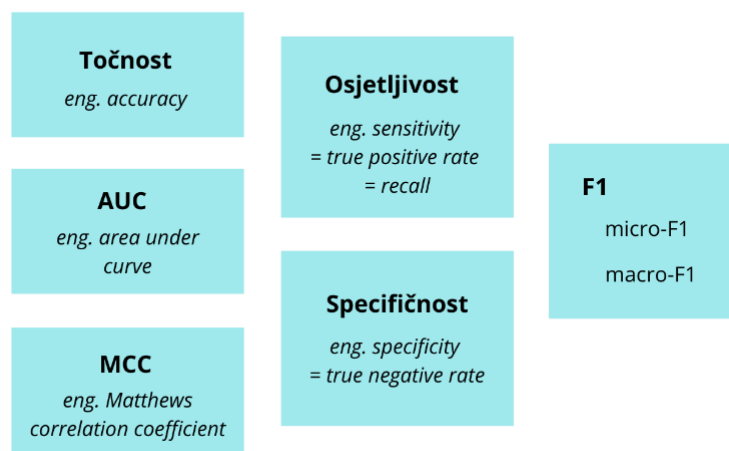 Točnost
eng. accuracy
AUC
eng. area under
curve
MCC
eng. Matthews
correlation coefficient
Osjetljivost
eng. sensitivity
= true positive rate
= recall
Specifičnost
eng. specificity
= true negative rate
F1
micro-F1
macro-F1